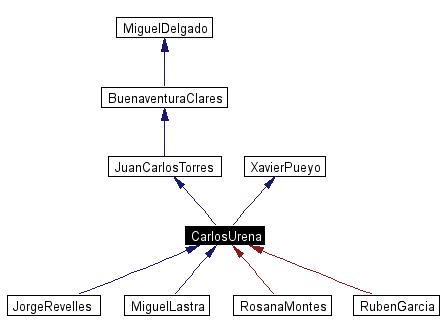 MiguelDelgado
BuenaventuraClares
JuanCarlosTorres
XavierPueyo
CarlosUrena
JorgeRevelles
MiguelLastra
RosanaMontes
RubenGarcia